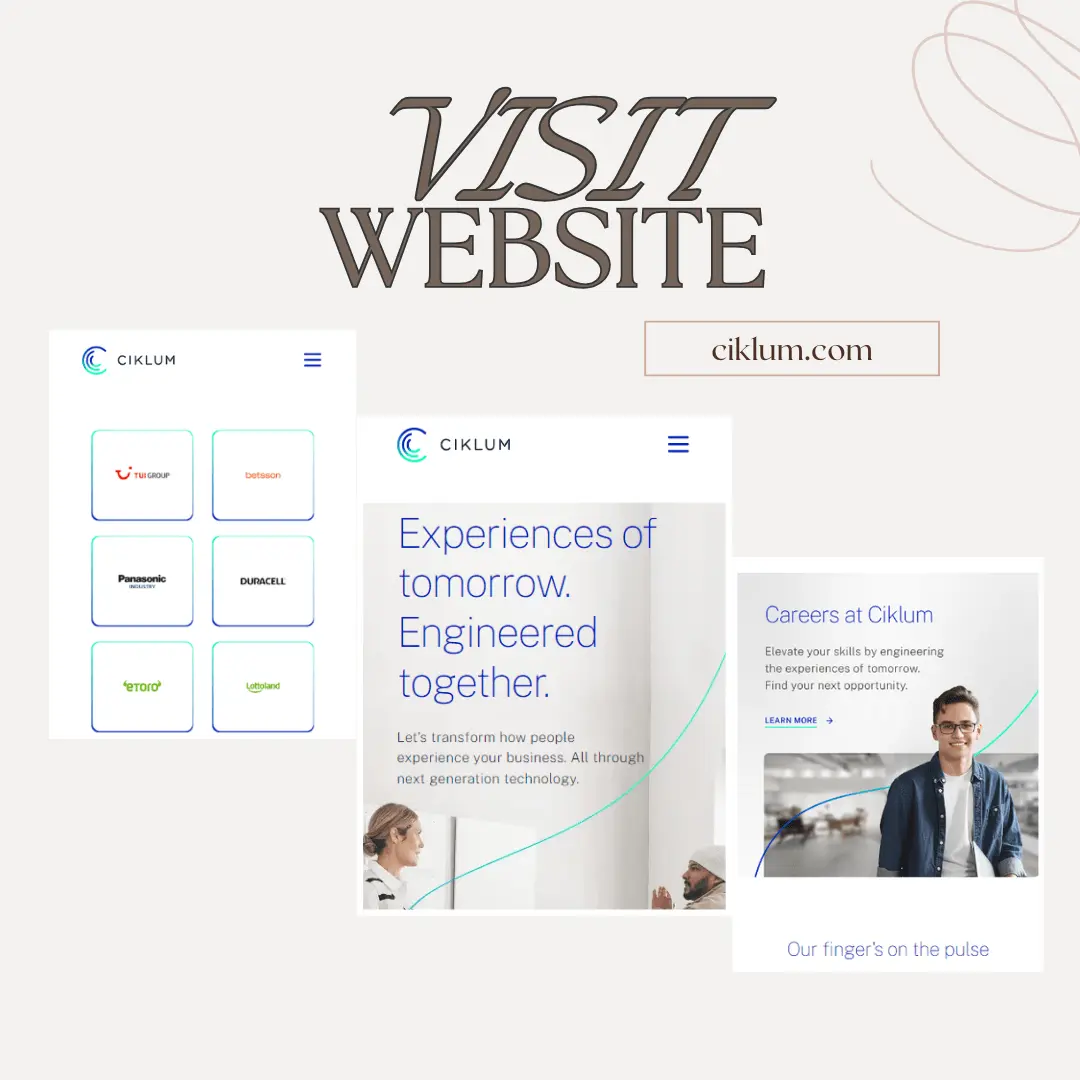 VISIT
WEBSITE
ciklum.com
CIKLUM
TUI GROUP
betsson
Panasonic
INDUSTRY
DURACELL
eTORO
Lottoland
CIKLUM
Experiences of
tomorrow.
Engineered
together.
Let's transform how people
experience your business. All through
next generation technology.
Careers at Ciklum
Elevate your skills by engineering
the experiences of tomorrow.
Find your next opportunity.
LEARN MORE
Our finger's on the pulse